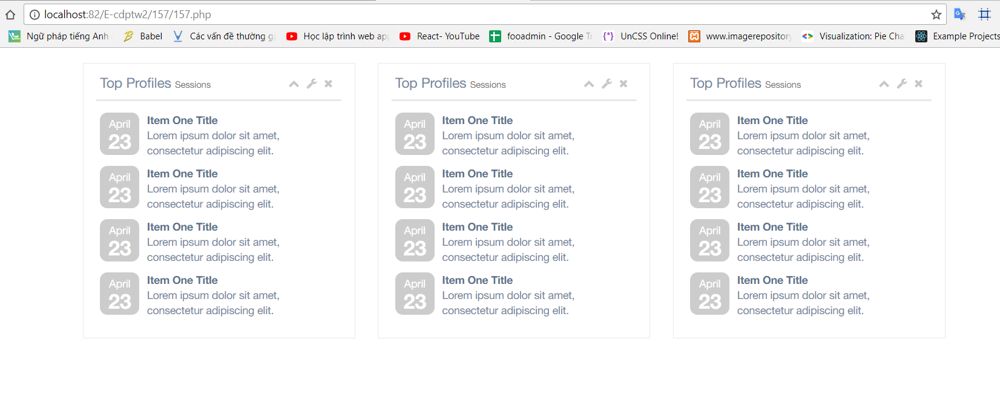 localhost:82/E-cdptw2/157/157.php
Ngữ pháp tiếng Anh Babel Các vấn đề thường Học lập trình web app React- YouTube fooadmin - Google UnCSS Online! www.imagerepository Visualization: Pie Cha Example Projects
Top Profiles Sessions
April
23
Item One Title
Lorem ipsum dolor sit amet,
consectetur adipiscing elit.
April
23
Item One Title
Lorem ipsum dolor sit amet,
consectetur adipiscing elit.
April
23
Item One Title
Lorem ipsum dolor sit amet,
consectetur adipiscing elit.
April
23
Item One Title
Lorem ipsum dolor sit amet,
consectetur adipiscing elit.
Top Profiles Sessions
April
23
Item One Title
Lorem ipsum dolor sit amet,
consectetur adipiscing elit.
April
23
Item One Title
Lorem ipsum dolor sit amet,
consectetur adipiscing elit.
April
23
Item One Title
Lorem ipsum dolor sit amet,
consectetur adipiscing elit.
April
23
Item One Title
Lorem ipsum dolor sit amet,
consectetur adipiscing elit.
Top Profiles Sessions
April
23
Item One Title
Lorem ipsum dolor sit amet,
consectetur adipiscing elit.
April
23
Item One Title
Lorem ipsum dolor sit amet,
consectetur adipiscing elit.
April
23
Item One Title
Lorem ipsum dolor sit amet,
consectetur adipiscing elit.
April
23
Item One Title
Lorem ipsum dolor sit amet,
consectetur adipiscing elit.